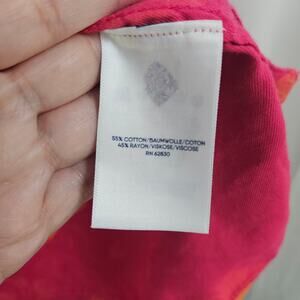 55% COTTON/BAUMWOLLE/COTON
45% RAYON/VISKOSE/VISCOSE
RN 62830